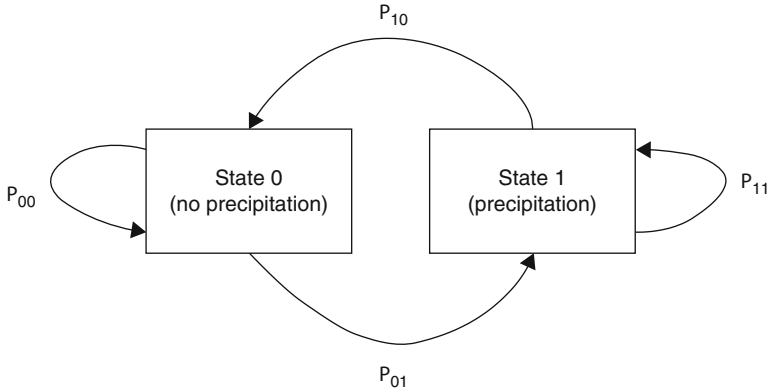 P10
State 0
(no precipitation)
State 1
(precipitation)
P00
P11
P01